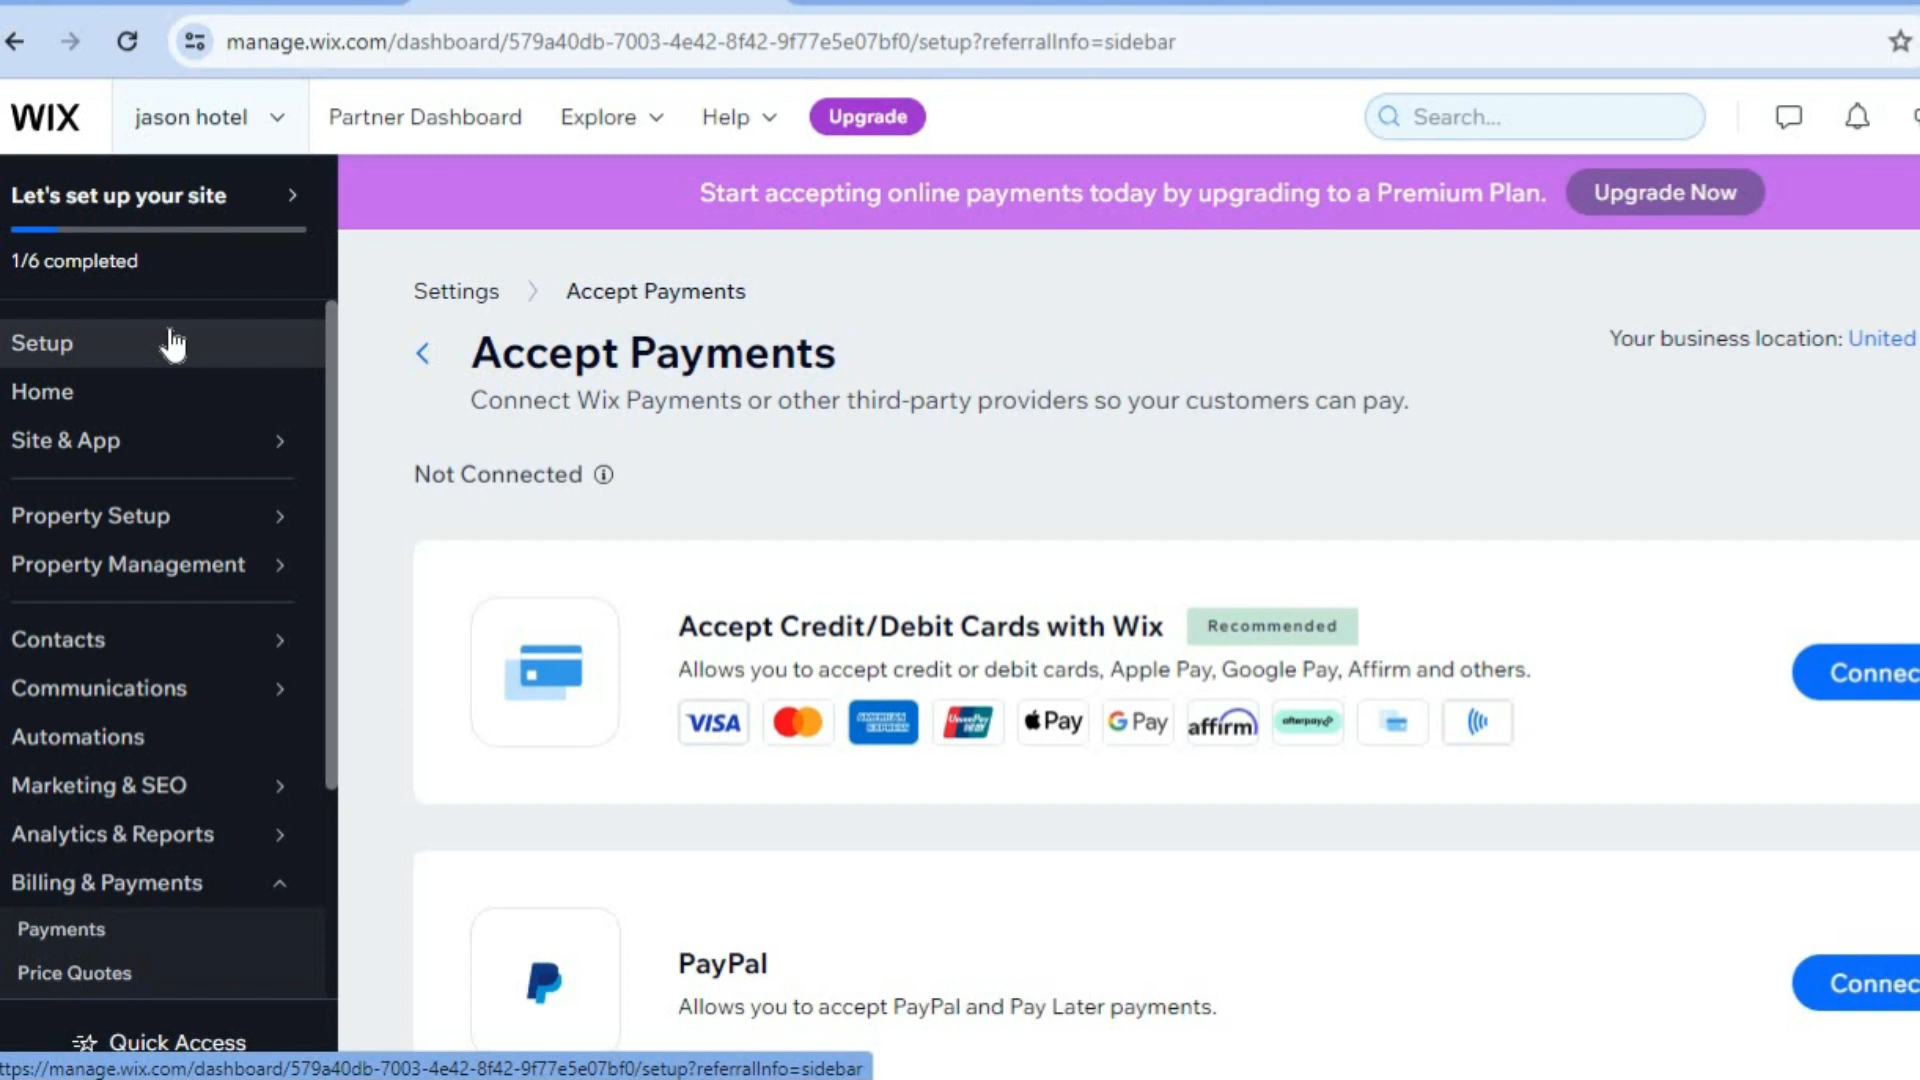 manage.wix.com/dashboard/579a40db-7003-4e42-8f42-9f77e5e07bf0/setup?referralInfo=sidebar
WIX
jason hotel
Partner Dashboard
Explore
Help
Upgrade
Search...
Let's set up your site
1/6 completed
Start accepting online payments today by upgrading to a Premium Plan.
Upgrade Now
Setup
Home
Site & App
Property Setup
Property Management
Contacts
Communications
Automations
Marketing & SEO
Analytics & Reports
Billing & Payments
Payments
Price Quotes
Quick Access
Settings
Accept Payments
Accept Payments
Your business location: United
Connect Wix Payments or other third-party providers so your customers can pay.
Not Connected
Accept Credit/Debit Cards with Wix
Recommended
Allows you to accept credit or debit cards, Apple Pay, Google Pay, Affirm and others.
Connec
VISA
AMERICAN EXPRESS
UnionPay
Pay
G Pay
affirm
afterpay
PayPal
Allows you to accept PayPal and Pay Later payments.
Connec
ttps://manage.wix.com/dashboard/579a40db-7003-4e42-8f42-9f77e5e07bf0/setup?referralInfo=sidebar